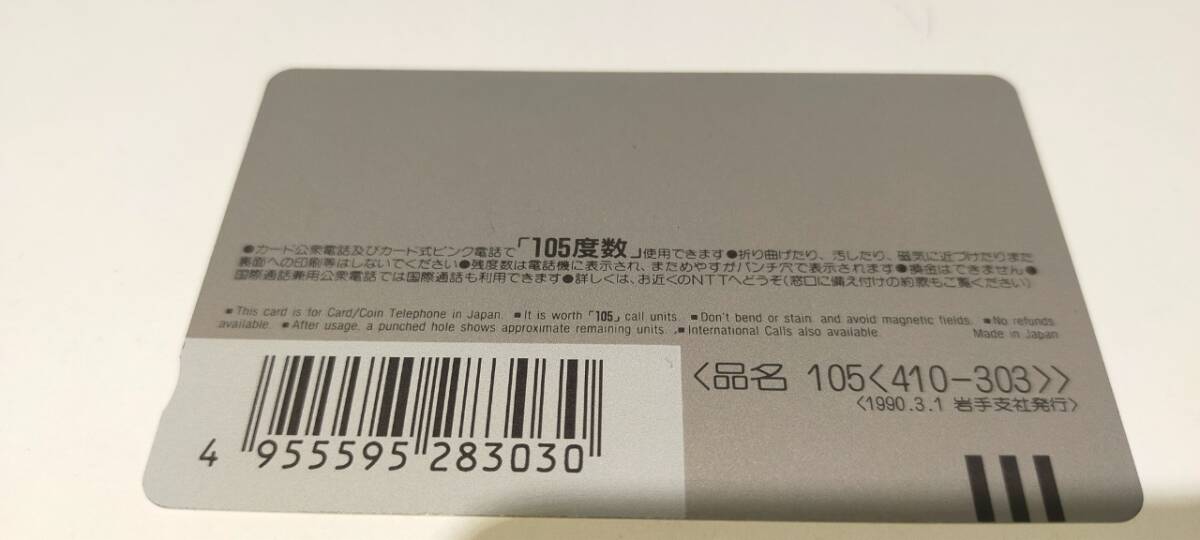 ●カード公衆電話及びカード式ピンク電話で「105度数」使用できます●折り曲げたり、汚したり、磁気に近づけたりまた
裏面への印刷等はしないでください●残度数は電話機に表示され、まためやすがパンチ穴で表示されます●換金はできません●
国際通話兼用公衆電話では国際通話も利用できます●詳しくは、お近くのNTTへどうぞ(窓口に備え付けの約款もご覧ください)
■This card is for Card/Coin Telephone in Japan. ■It is worth「105」call units. ■Don't bend or stain and avoid magnetic fields. ■No refunds
available. ■After usage, a punched hole shows approximate remaining units. ■International Calls also available. Made in Japan
〈品名 105〈410-303〉〉
〈1990.3.1 岩手支社発行〉
4 955595 283030